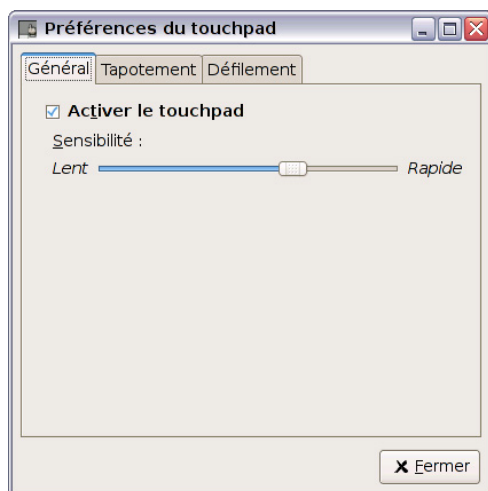 Préférences du touchpad
Général Tapotement Défilement
Activer le touchpad
Sensibilité :
Lent Rapide
Fermer